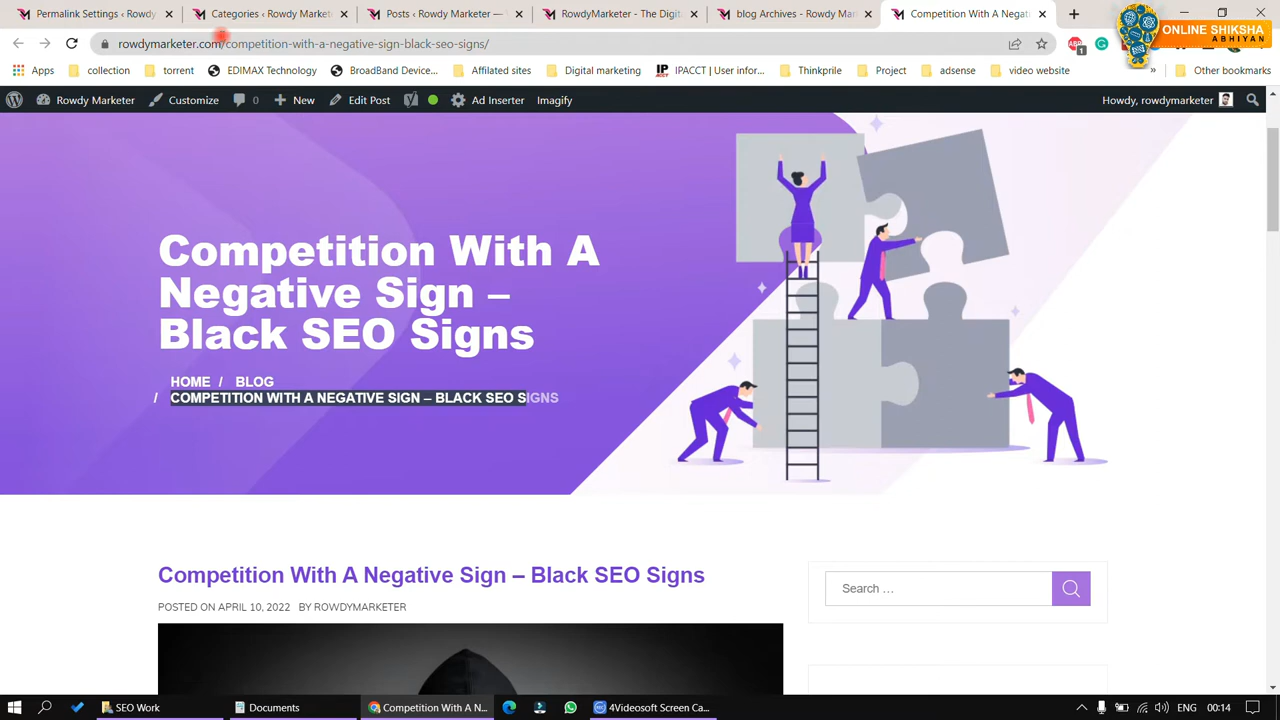 Permalink Settings ‹ Rowdy
Categories ‹ Rowdy Market
Posts ‹ Rowdy Marketer —
RowdyMarketer - The Digit
blog Archives - Rowdy Mar
Competition With A Negati
ONLINE SHIKSHA
ABHIYAN
rowdymarketer.com/competition-with-a-negative-sign-black-seo-signs/
ABP
1
Apps
collection
torrent
EDIMAX Technology
BroadBand Device...
Affilated sites
Digital marketing
IPACCT | User infor...
Thinkprile
Project
adsense
video website
»
Other bookmarks
Rowdy Marketer
Customize
0
New
Edit Post
Ad Inserter
Imagify
Howdy, rowdymarketer
Competition With A
Negative Sign –
Black SEO Signs
HOME / BLOG
/ COMPETITION WITH A NEGATIVE SIGN – BLACK SEO SIGNS
Competition With A Negative Sign – Black SEO Signs
POSTED ON APRIL 10, 2022 BY ROWDYMARKETER
Search …
SEO Work
Documents
Competition With A N...
4Videosoft Screen Ca...
ENG
00:14